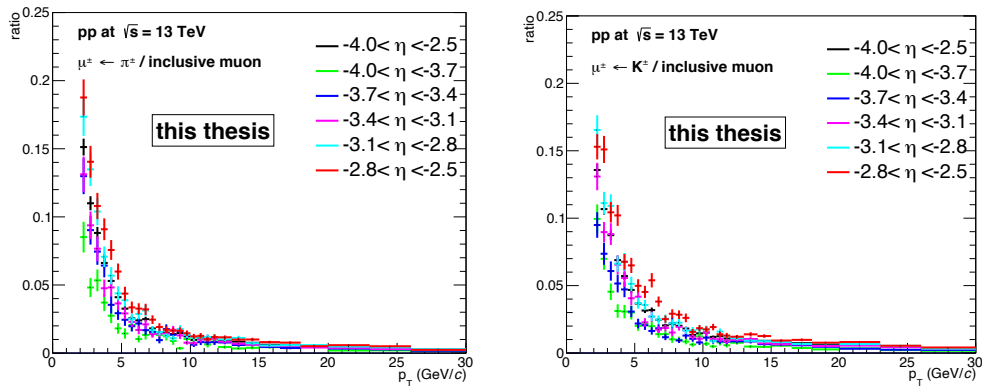 ratio
0.25
0.2
0.15
0.1
0.05
0
pp at √s = 13 TeV
μ± ← π± / inclusive muon
this thesis
-4.0< η <-2.5
-4.0< η <-3.7
-3.7< η <-3.4
-3.4< η <-3.1
-3.1< η <-2.8
-2.8< η <-2.5
0 5 10 15 20 25 30
pT (GeV/c)
ratio
0.25
0.2
0.15
0.1
0.05
0
pp at √s = 13 TeV
μ± ← K± / inclusive muon
this thesis
-4.0< η <-2.5
-4.0< η <-3.7
-3.7< η <-3.4
-3.4< η <-3.1
-3.1< η <-2.8
-2.8< η <-2.5
0 5 10 15 20 25 30
pT (GeV/c)